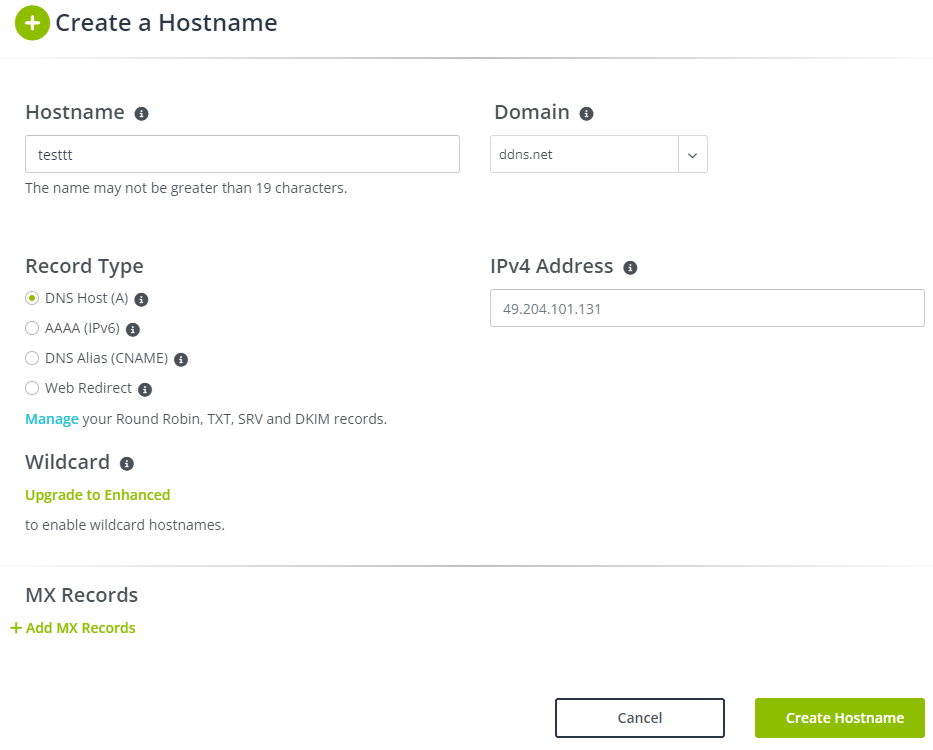 Create a Hostname
Hostname
Domain
testtt
ddns.net
The name may not be greater than 19 characters.
Record Type
IPv4 Address
DNS Host (A)
49.204.101.131
AAAA (IPv6)
DNS Alias (CNAME)
Web Redirect
Manage your Round Robin, TXT, SRV and DKIM records.
Wildcard
Upgrade to Enhanced
to enable wildcard hostnames.
MX Records
+ Add MX Records
Cancel
Create Hostname